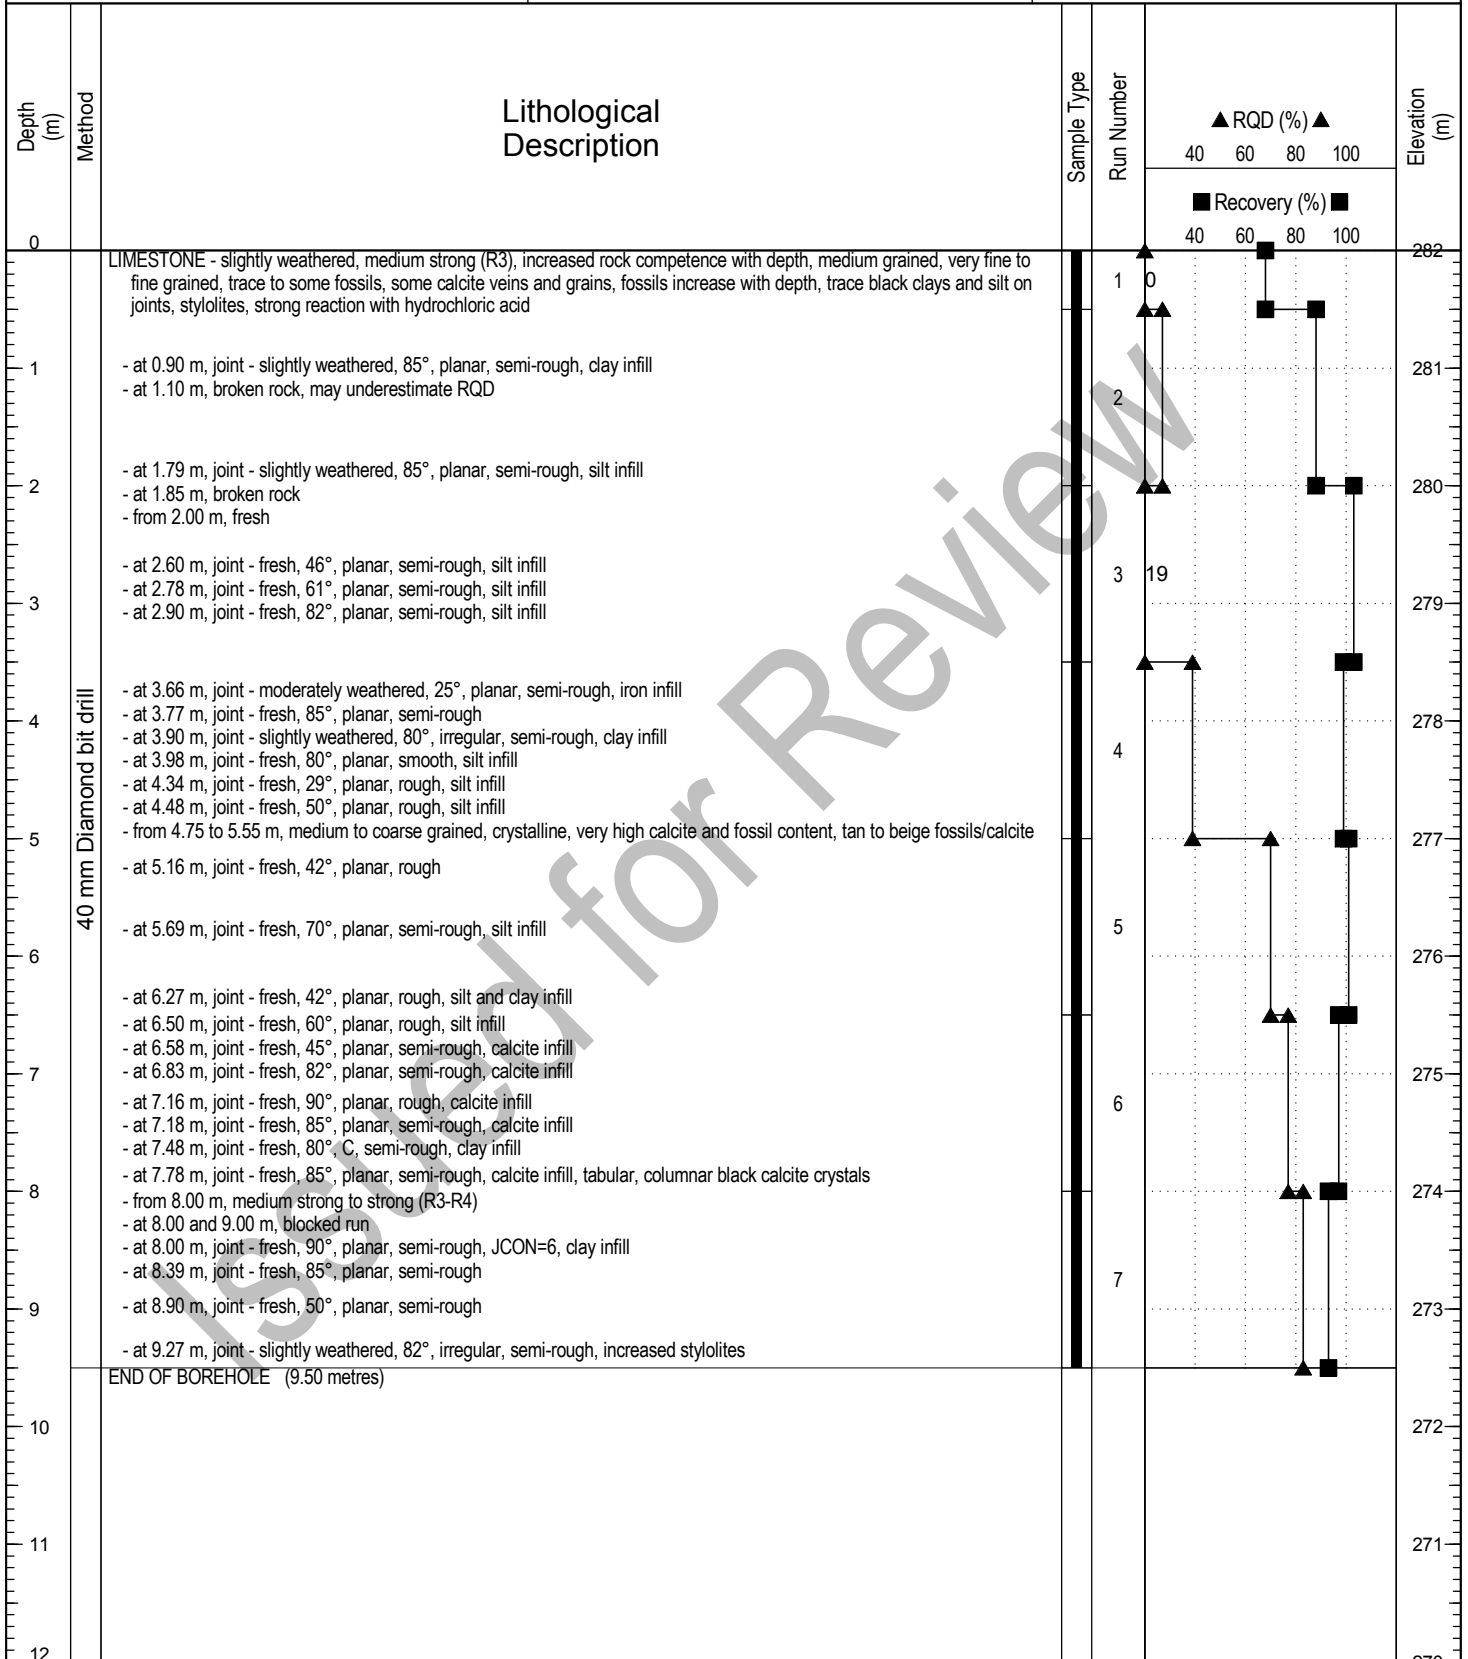 Depth
(m)
Method
Lithological
Description
Sample Type
Run Number
▲ RQD (%) ▲
40 60 80 100
■ Recovery (%) ■
40 60 80 100
Elevation
(m)
0
282
LIMESTONE - slightly weathered, medium strong (R3), increased rock competence with depth, medium grained, very fine to
fine grained, trace to some fossils, some calcite veins and grains, fossils increase with depth, trace black clays and silt on
joints, stylolites, strong reaction with hydrochloric acid
1 0
- at 0.90 m, joint - slightly weathered, 85°, planar, semi-rough, clay infill
1
281
- at 1.10 m, broken rock, may underestimate RQD
2
- at 1.79 m, joint - slightly weathered, 85°, planar, semi-rough, silt infill
2
280
- at 1.85 m, broken rock
- from 2.00 m, fresh
- at 2.60 m, joint - fresh, 46°, planar, semi-rough, silt infill
3 19
- at 2.78 m, joint - fresh, 61°, planar, semi-rough, silt infill
3
279
- at 2.90 m, joint - fresh, 82°, planar, semi-rough, silt infill
- at 3.66 m, joint - moderately weathered, 25°, planar, semi-rough, iron infill
- at 3.77 m, joint - fresh, 85°, planar, semi-rough
4
278
- at 3.90 m, joint - slightly weathered, 80°, irregular, semi-rough, clay infill
4
- at 3.98 m, joint - fresh, 80°, planar, smooth, silt infill
- at 4.34 m, joint - fresh, 29°, planar, rough, silt infill
- at 4.48 m, joint - fresh, 50°, planar, rough, silt infill
- from 4.75 to 5.55 m, medium to coarse grained, crystalline, very high calcite and fossil content, tan to beige fossils/calcite
5
277
- at 5.16 m, joint - fresh, 42°, planar, rough
40 mm Diamond bit drill
- at 5.69 m, joint - fresh, 70°, planar, semi-rough, silt infill
5
6
276
- at 6.27 m, joint - fresh, 42°, planar, rough, silt and clay infill
- at 6.50 m, joint - fresh, 60°, planar, rough, silt infill
- at 6.58 m, joint - fresh, 45°, planar, semi-rough, calcite infill
- at 6.83 m, joint - fresh, 82°, planar, semi-rough, calcite infill
7
275
- at 7.16 m, joint - fresh, 90°, planar, rough, calcite infill
6
- at 7.18 m, joint - fresh, 85°, planar, semi-rough, calcite infill
- at 7.48 m, joint - fresh, 80°, C, semi-rough, clay infill
- at 7.78 m, joint - fresh, 85°, planar, semi-rough, calcite infill, tabular, columnar black calcite crystals
8
274
- from 8.00 m, medium strong to strong (R3-R4)
- at 8.00 and 9.00 m, blocked run
- at 8.00 m, joint - fresh, 90°, planar, semi-rough, JCON=6, clay infill
- at 8.39 m, joint - fresh, 85°, planar, semi-rough
7
- at 8.90 m, joint - fresh, 50°, planar, semi-rough
9
273
- at 9.27 m, joint - slightly weathered, 82°, irregular, semi-rough, increased stylolites
END OF BOREHOLE (9.50 metres)
10
272
11
271
12
270
Issued for Review